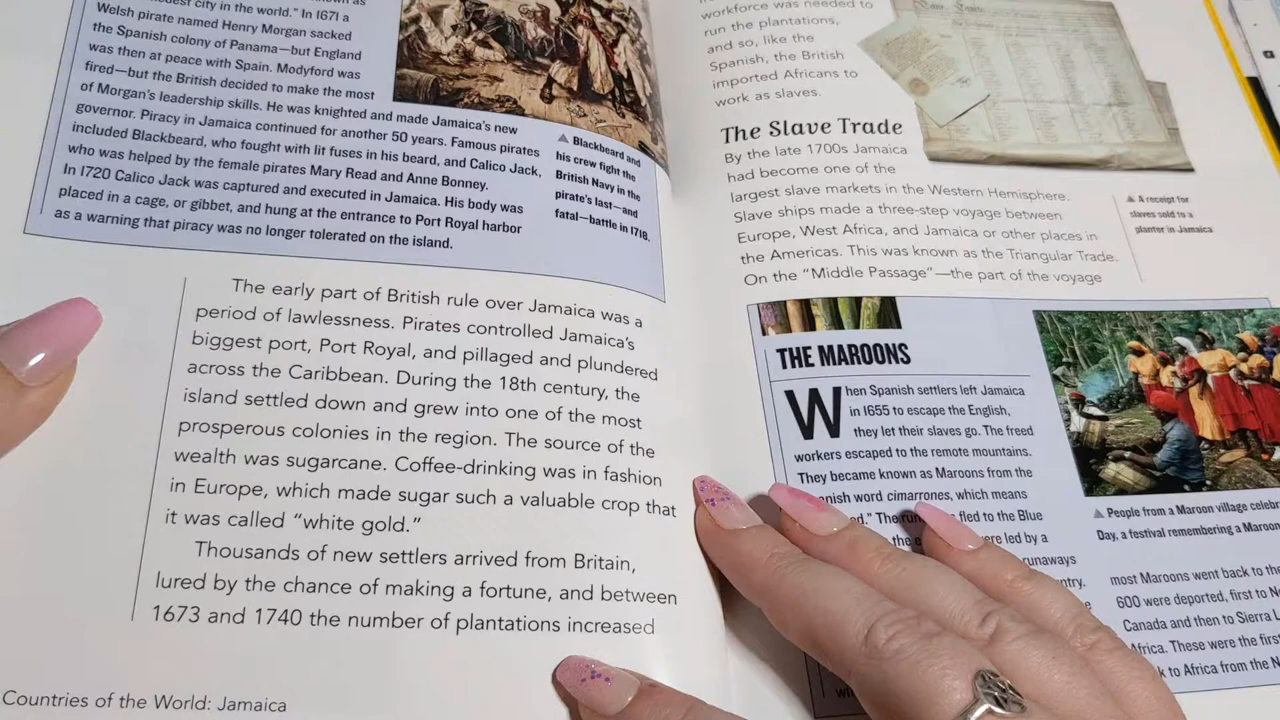 odest city in the world." In 1671 a
Welsh pirate named Henry Morgan sacked
the Spanish colony of Panama—but England
was then at peace with Spain. Modyford was
fired—but the British decided to make the most
of Morgan's leadership skills. He was knighted and made Jamaica's new
governor. Piracy in Jamaica continued for another 50 years. Famous pirates
included Blackbeard, who fought with lit fuses in his beard, and Calico Jack,
who was helped by the female pirates Mary Read and Anne Bonney.
In 1720 Calico Jack was captured and executed in Jamaica. His body was
placed in a cage, or gibbet, and hung at the entrance to Port Royal harbor
as a warning that piracy was no longer tolerated on the island.
Blackbeard and
his crew fight the
British Navy in the
pirate's last—and
fatal—battle in 1718.
The early part of British rule over Jamaica was a
period of lawlessness. Pirates controlled Jamaica's
biggest port, Port Royal, and pillaged and plundered
across the Caribbean. During the 18th century, the
island settled down and grew into one of the most
prosperous colonies in the region. The source of the
wealth was sugarcane. Coffee-drinking was in fashion
in Europe, which made sugar such a valuable crop that
it was called "white gold."
Thousands of new settlers arrived from Britain,
lured by the chance of making a fortune, and between
1673 and 1740 the number of plantations increased
Countries of the World: Jamaica
workforce was needed to
run the plantations,
and so, like the
Spanish, the British
imported Africans to
work as slaves.
The Slave Trade
By the late 1700s Jamaica
had become one of the
largest slave markets in the Western Hemisphere.
Slave ships made a three-step voyage between
Europe, West Africa, and Jamaica or other places in
the Americas. This was known as the Triangular Trade.
On the "Middle Passage"—the part of the voyage
A receipt for
slaves sold to a
planter in Jamaica
THE MAROONS
When Spanish settlers left Jamaica
in 1655 to escape the English,
they let their slaves go. The freed
workers escaped to the remote mountains.
They became known as Maroons from the
anish word cimarrones, which means
ed." The run fled to the Blue
the ere led by a
runaways
ntry.
People from a Maroon village celebr
Day, a festival remembering a Maroon
most Maroons went back to the
600 were deported, first to N
Canada and then to Sierra L
Africa. These were the firs
k to Africa from the N